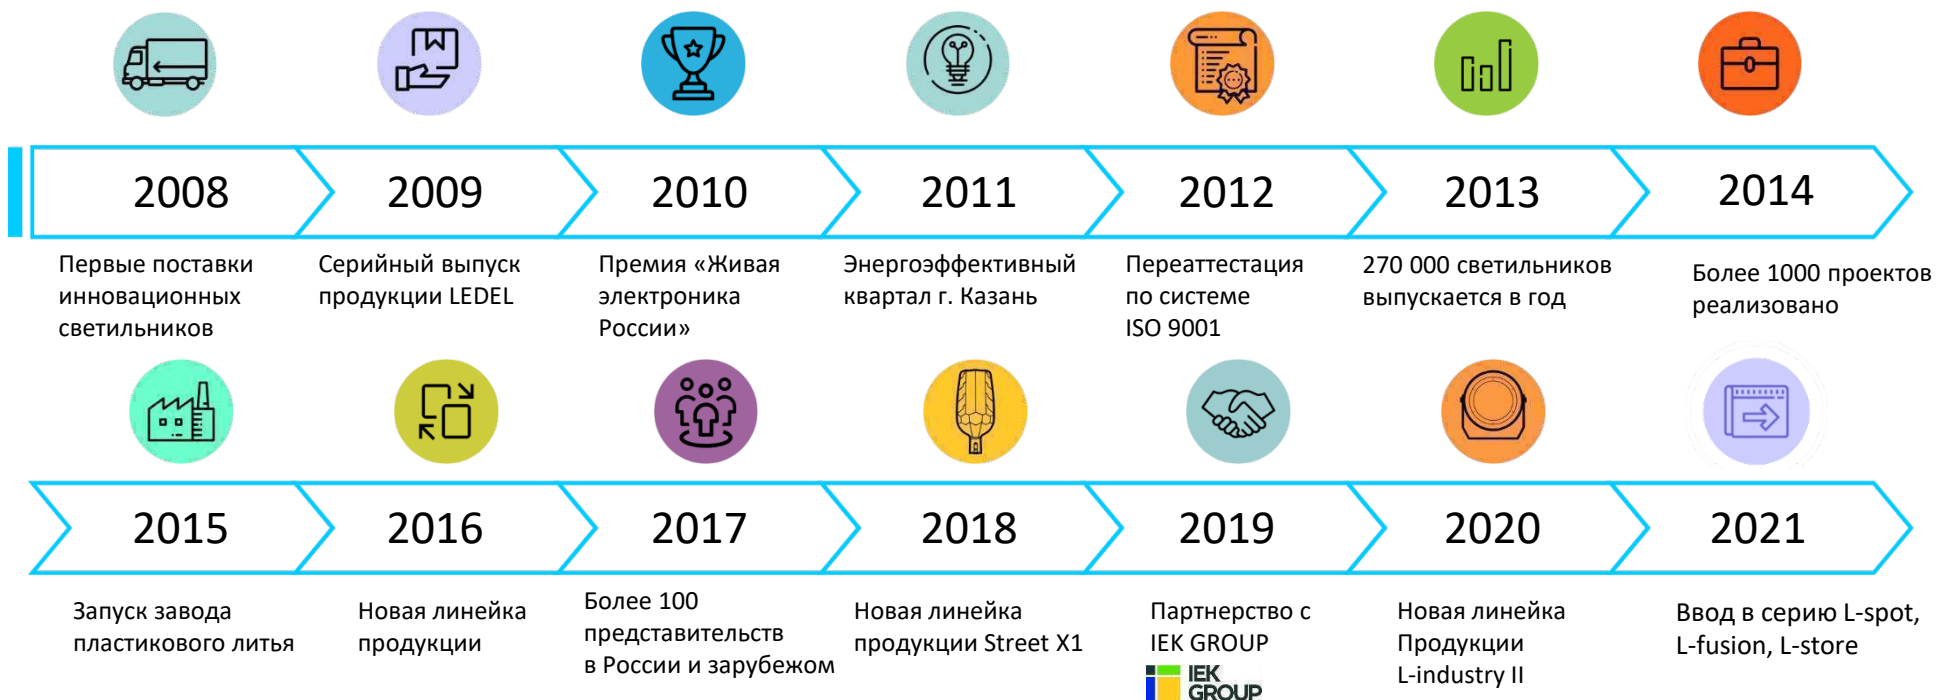 2008
2009
2010
2011
2012
2013
2014
Первые поставки
инновационных
светильников
Серийный выпуск
продукции LEDEL
Премия «Живая
электроника
России»
Энергоэффективный
квартал г. Казань
Переаттестация
по системе
ISO 9001
270 000 светильников
выпускается в год
Более 1000 проектов
реализовано
2015
2016
2017
2018
2019
2020
2021
Запуск завода
пластикового литья
Новая линейка
продукции
Более 100
представительств
в России и зарубежом
Новая линейка
продукции Street X1
Партнерство с
IEK GROUP
IEK
GROUP
Новая линейка
Продукции
L-industry II
Ввод в серию L-spot,
L-fusion, L-store